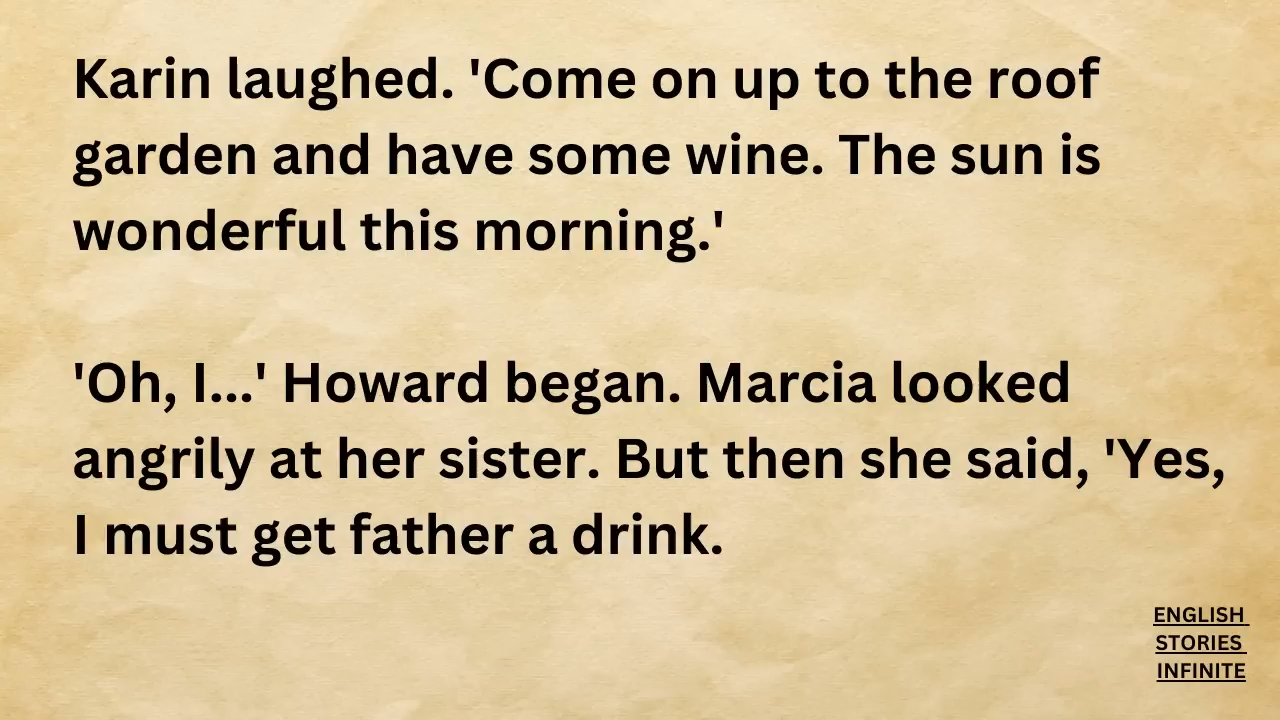 Karin laughed. 'Come on up to the roof
garden and have some wine. The sun is
wonderful this morning.'
'Oh, I...' Howard began. Marcia looked
angrily at her sister. But then she said, 'Yes,
I must get father a drink.
ENGLISH
STORIES
INFINITE